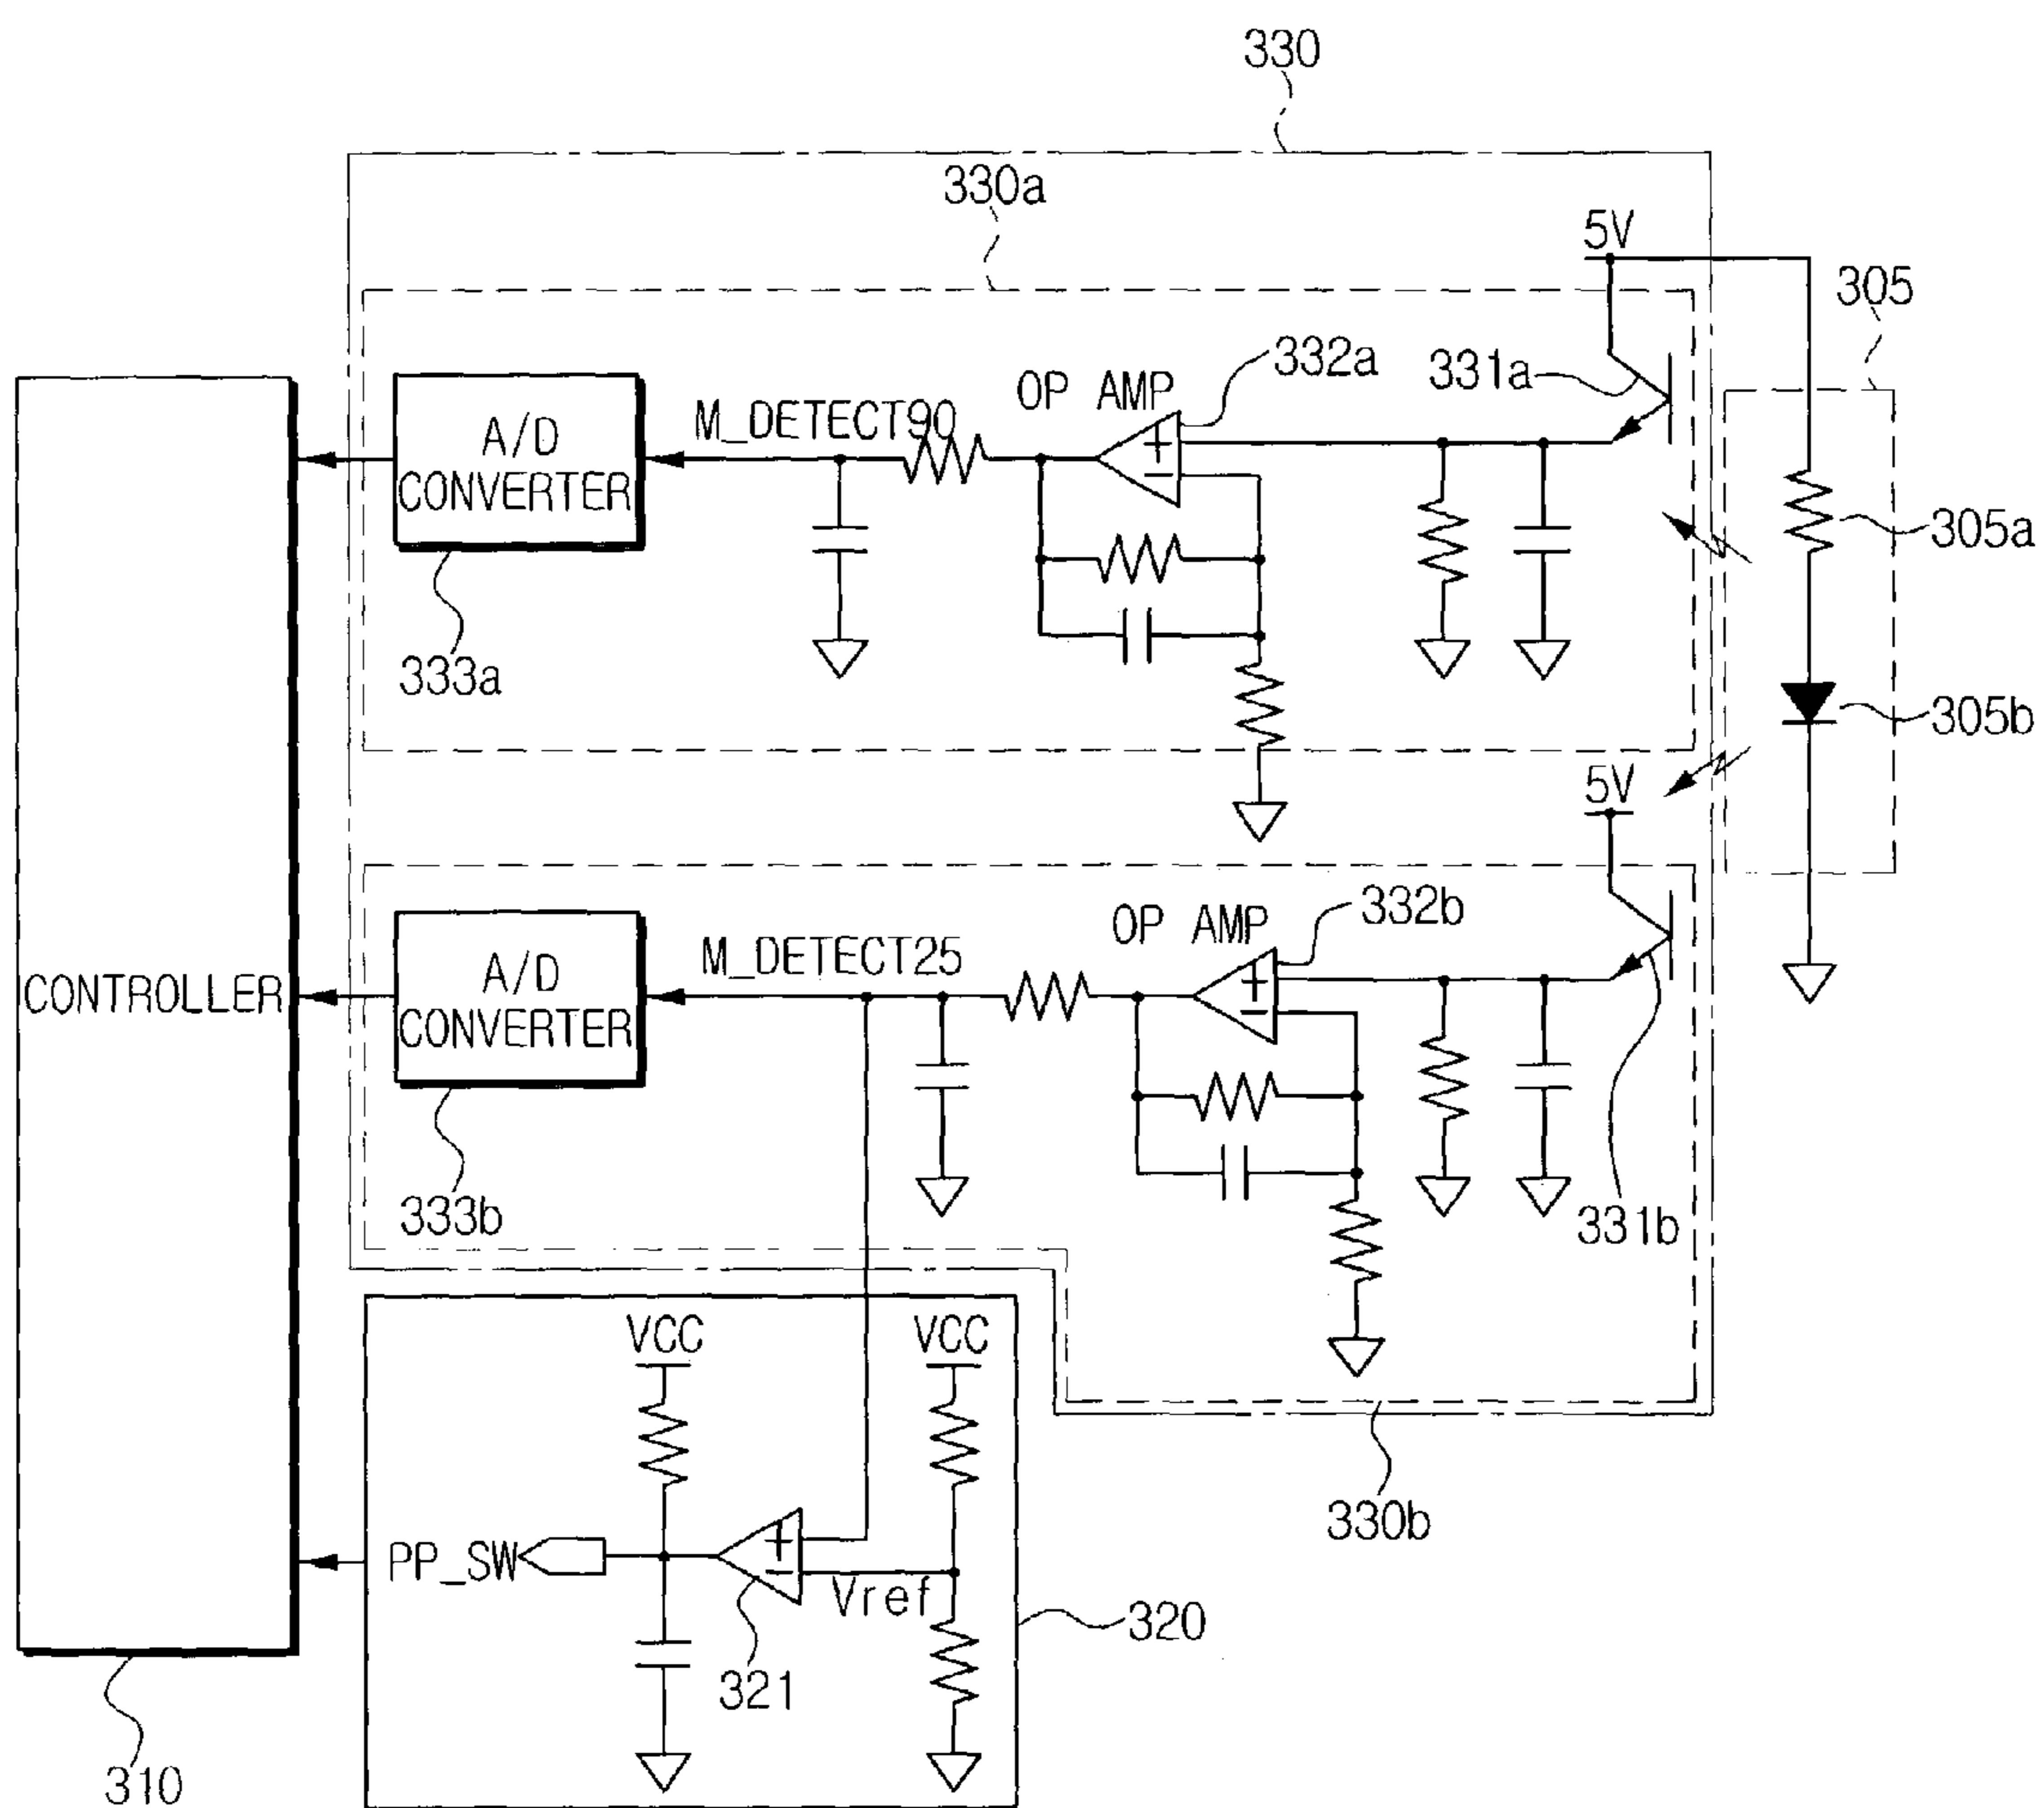 330
330a
5V
305
332a
331a
OP AMP
M_DETECT90
A/D
CONVERTER
305a
333a
305b
5V
332b
OP AMP
M_DETECT25
A/D
CONVERTER
CONTROLLER
333b
331b
VCC
VCC
330b
PP_SW
Vref
320
321
310
+
−
+
−
+
−